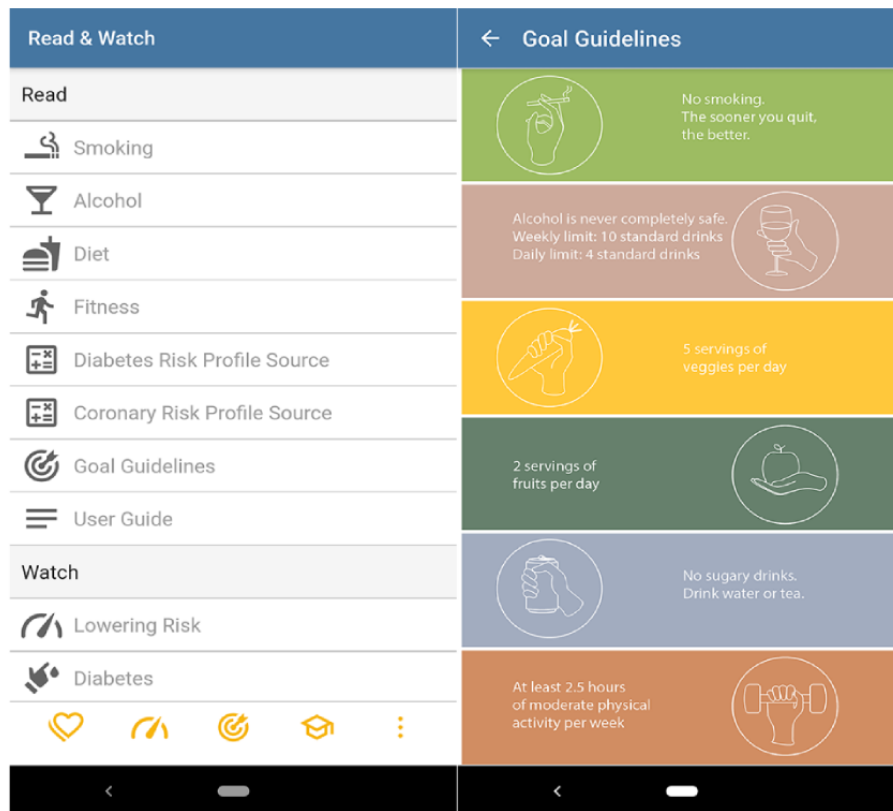 Read & Watch
Read
Smoking
Alcohol
Diet
Fitness
Diabetes Risk Profile Source
Coronary Risk Profile Source
Goal Guidelines
User Guide
Watch
Lowering Risk
Diabetes
Goal Guidelines
No smoking.
The sooner you quit,
the better.
Alcohol is never completely safe.
Weekly limit: 10 standard drinks
Daily limit: 4 standard drinks
5 servings of
veggies per day
2 servings of
fruits per day
No sugary drinks.
Drink water or tea.
At least 2.5 hours
of moderate physical
activity per week